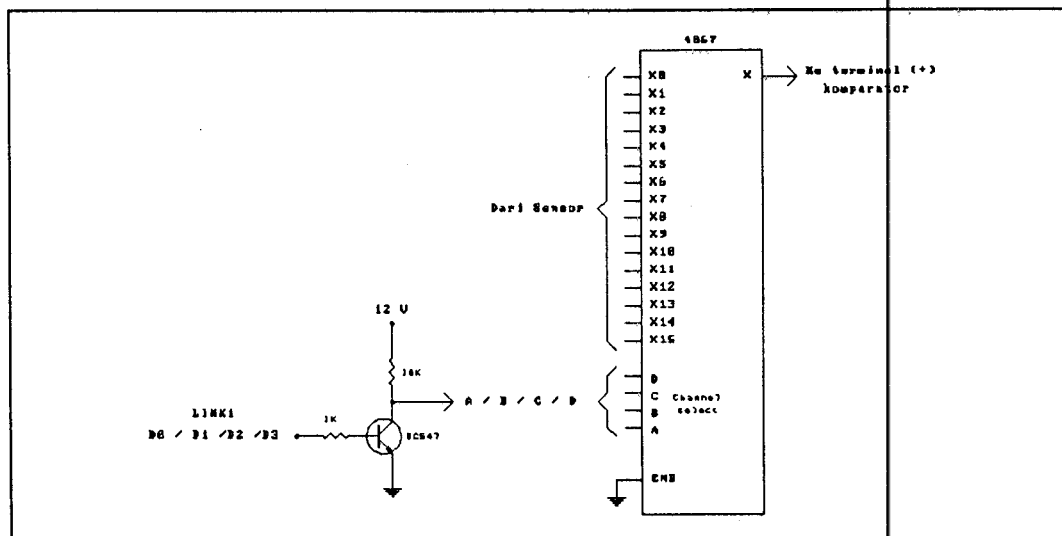 4067
X0
X
Ke terminal (+)
komparator
X1
X2
X3
X4
X5
X6
X7
Dari Sensor
X8
X9
X10
X11
X12
X13
X14
X15
12 V
10K
D
C
Channel
select
B
A
A / B / C / D
LINK1
D0 / D1 /D2 /D3
1K
BC547
ENB